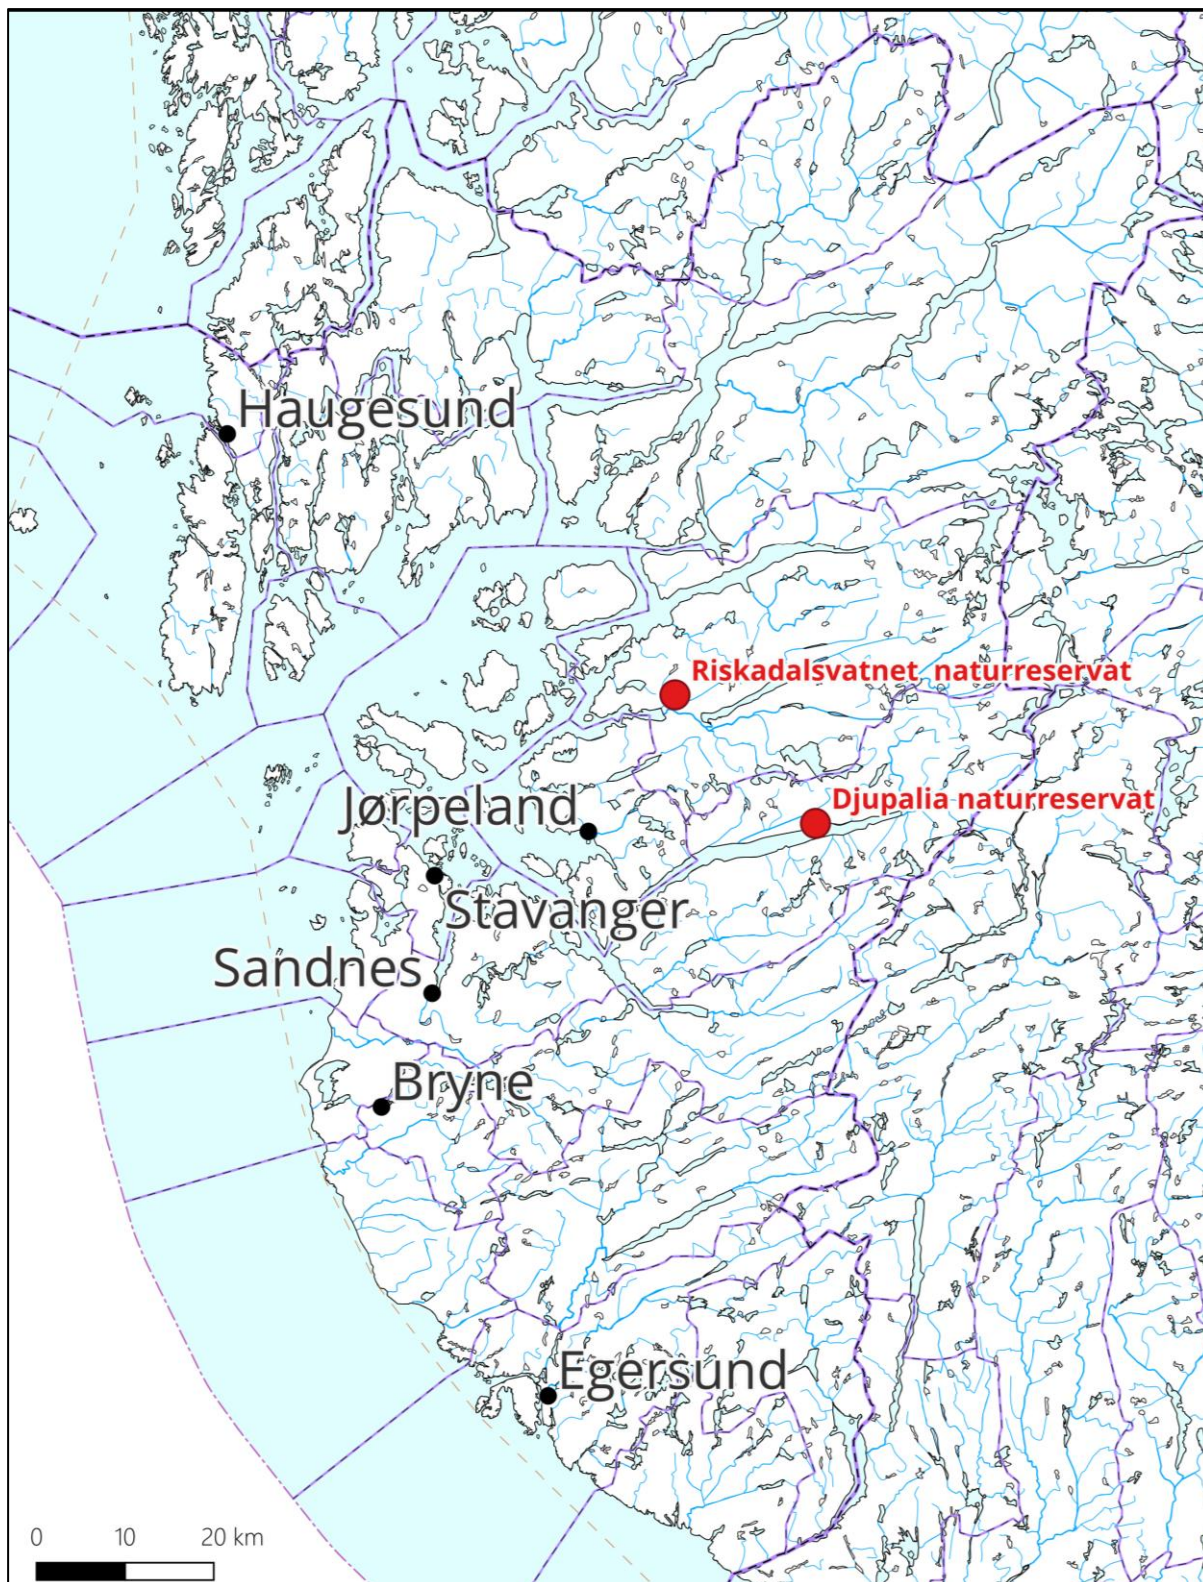 Haugesund
Riskadalsvatnet naturreservat
Jørpeland
Djupalia naturreservat
Stavanger
Sandnes
Bryne
Egersund
0 10 20 km